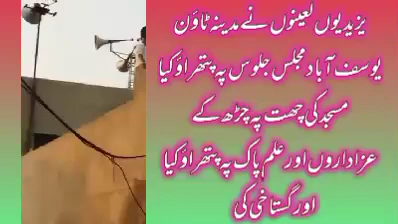 یزیدیوں لعینوں نے مدینہ ٹاؤن
یوسف آباد مجلس جلوس پہ پتھراؤ کیا
مسجد کی چھت پہ چڑھ کے
عزاداروں اور علم پاک پہ پتھراؤ کیا
اور گستاخی کی